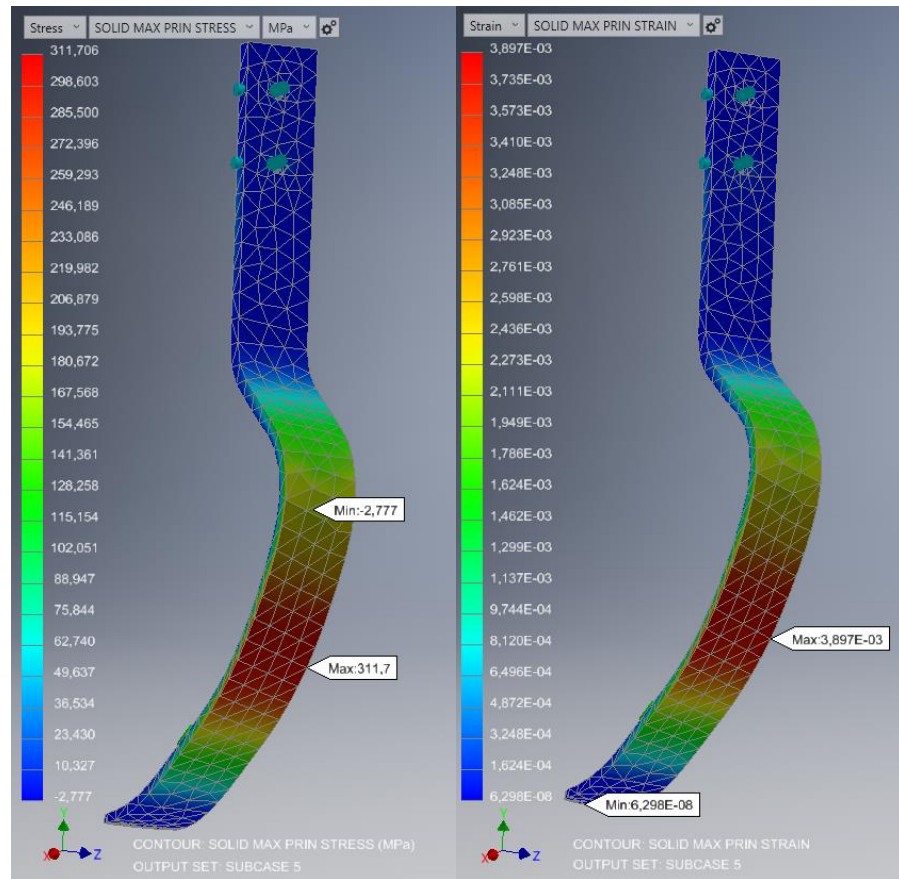 Stress SOLID MAX PRIN STRESS MPa
311,706
298,603
285,500
272,396
259,293
246,189
233,086
219,982
206,879
193,775
180,672
167,568
154,465
141,361
128,258
115,154
102,051
88,947
75,844
62,740
49,637
36,534
23,430
10,327
-2,777
Min:-2,777
Max:311,7
Y
X
Z
CONTOUR: SOLID MAX PRIN STRESS (MPa)
OUTPUT SET: SUBCASE 5
Strain SOLID MAX PRIN STRAIN
3,897E-03
3,735E-03
3,573E-03
3,410E-03
3,248E-03
3,085E-03
2,923E-03
2,761E-03
2,598E-03
2,436E-03
2,273E-03
2,111E-03
1,949E-03
1,786E-03
1,624E-03
1,462E-03
1,299E-03
1,137E-03
9,744E-04
8,120E-04
6,496E-04
4,872E-04
3,248E-04
1,624E-04
6,298E-08
Max:3,897E-03
Min:6,298E-08
Y
X
Z
CONTOUR: SOLID MAX PRIN STRAIN
OUTPUT SET: SUBCASE 5